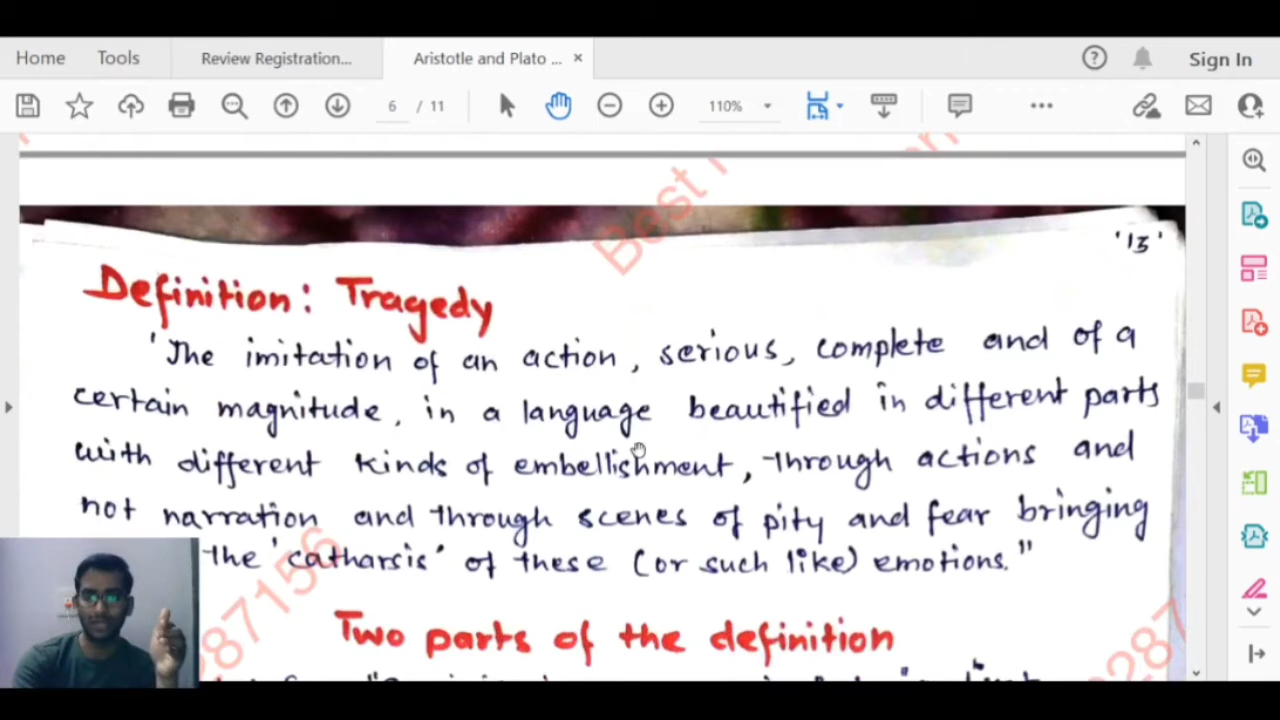 Home Tools Review Registration... Aristotle and Plato ... × Sign In
6 / 11 110%
Bost
'13'
Definition: Tragedy
'The imitation of an action, serious, complete and of a
certain magnitude, in a language beautified in different parts
with different kinds of embellishment, through actions and
not narration and through scenes of pity and fear bringing
the 'catharsis' of these (or such like) emotions."
287156
Two parts of the definition
0287